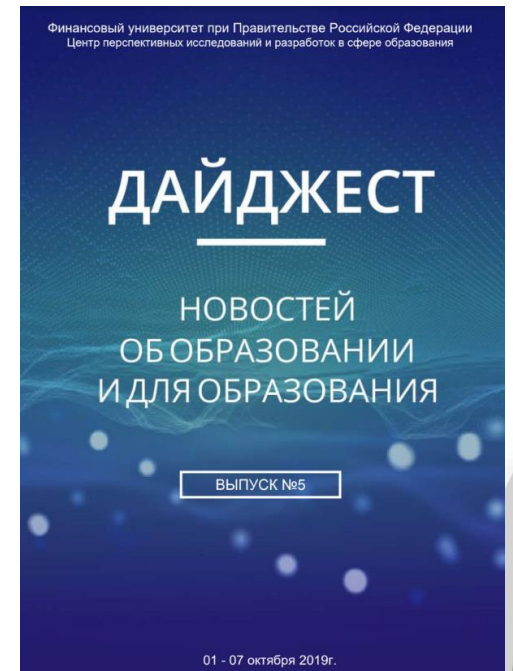 Финансовый университет при Правительстве Российской Федерации
Центр перспективных исследований и разработок в сфере образования
ДАЙДЖЕСТ
НОВОСТЕЙ
ОБ ОБРАЗОВАНИИ
И ДЛЯ ОБРАЗОВАНИЯ
ВЫПУСК №5
01 - 07 октября 2019г.